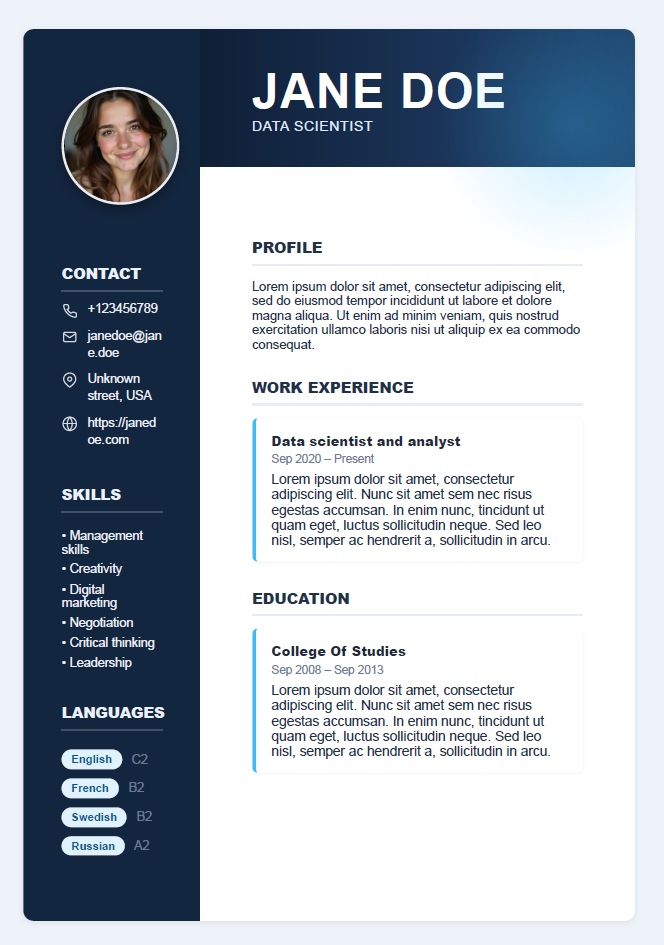 JANE DOE
DATA SCIENTIST
CONTACT
+123456789
janedoe@jan
e.doe
Unknown
street, USA
https://janed
oe.com
SKILLS
• Management
skills
• Creativity
• Digital
marketing
• Negotiation
• Critical thinking
• Leadership
LANGUAGES
English C2
French B2
Swedish B2
Russian A2
PROFILE
Lorem ipsum dolor sit amet, consectetur adipiscing elit,
sed do eiusmod tempor incididunt ut labore et dolore
magna aliqua. Ut enim ad minim veniam, quis nostrud
exercitation ullamco laboris nisi ut aliquip ex ea commodo
consequat.
WORK EXPERIENCE
Data scientist and analyst
Sep 2020 – Present
Lorem ipsum dolor sit amet, consectetur
adipiscing elit. Nunc sit amet sem nec risus
egestas accumsan. In enim nunc, tincidunt ut
quam eget, luctus sollicitudin neque. Sed leo
nisl, semper ac hendrerit a, sollicitudin in arcu.
EDUCATION
College Of Studies
Sep 2008 – Sep 2013
Lorem ipsum dolor sit amet, consectetur
adipiscing elit. Nunc sit amet sem nec risus
egestas accumsan. In enim nunc, tincidunt ut
quam eget, luctus sollicitudin neque. Sed leo
nisl, semper ac hendrerit a, sollicitudin in arcu.